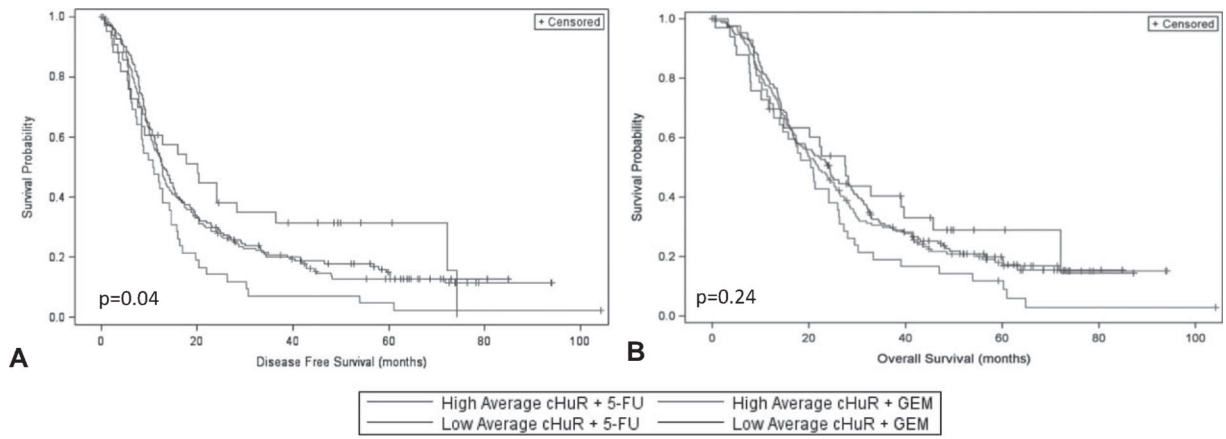 + Censored
1.0
0.8
0.6
0.4
0.2
0.0
Survival Probability
p=0.04
0 20 40 60 80 100
Disease Free Survival (months)
A
+ Censored
1.0
0.8
0.6
0.4
0.2
0.0
Survival Probability
p=0.24
0 20 40 60 80 100
Overall Survival (months)
B
High Average cHuR + 5-FU High Average cHuR + GEM
Low Average cHuR + 5-FU Low Average cHuR + GEM